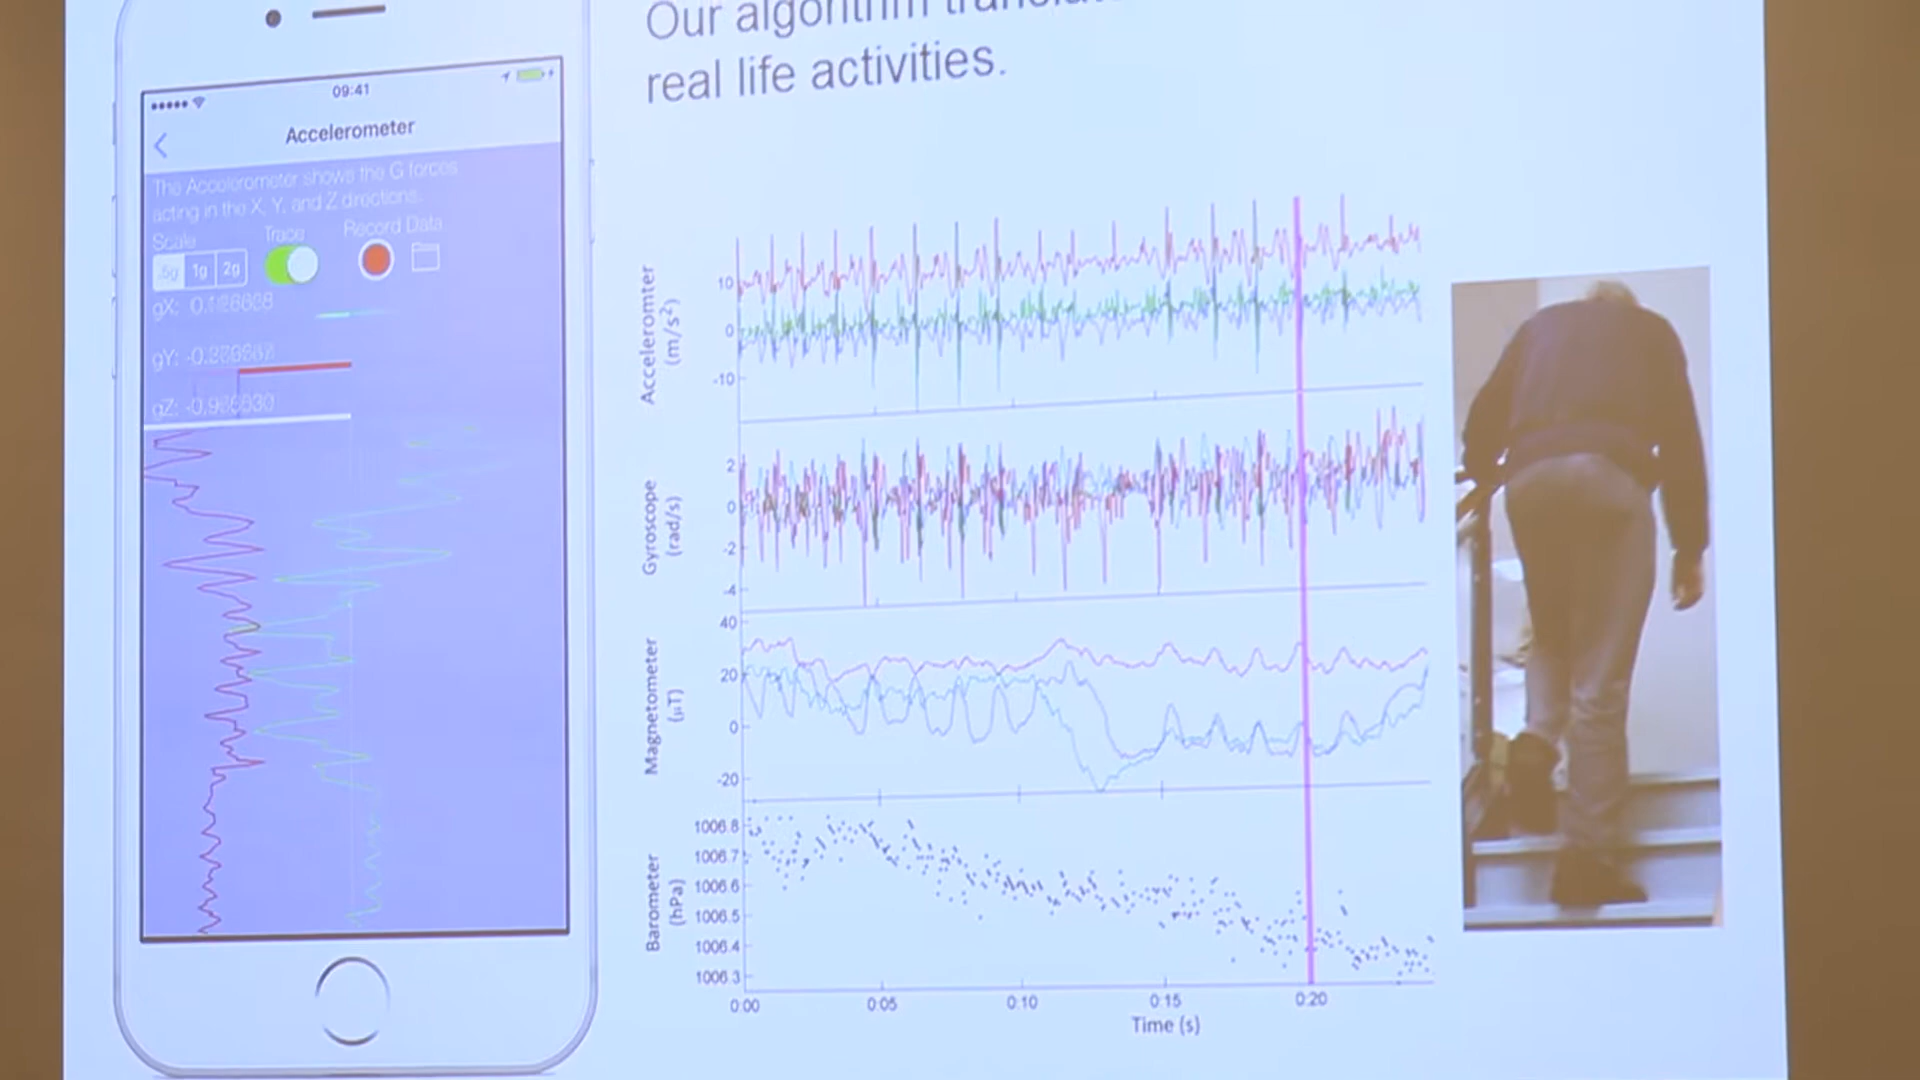 Our algorithm
real life activities.
09:41
Accelerometer
The Accelerometer shows the G forces
acting in the X, Y, and Z directions.
Scale
Trace
Record Data
.5g
1g
2g
gX:
gY:
gZ:
Acceleromter
(m/s²)
10
0
-10
Gyroscope
(rad/s)
2
0
-2
-4
Magnetometer
(µT)
40
20
0
-20
Barometer
(hPa)
1006.8
1006.7
1006.6
1006.5
1006.4
1006.3
0:00
0:05
0:10
0:15
0:20
Time (s)